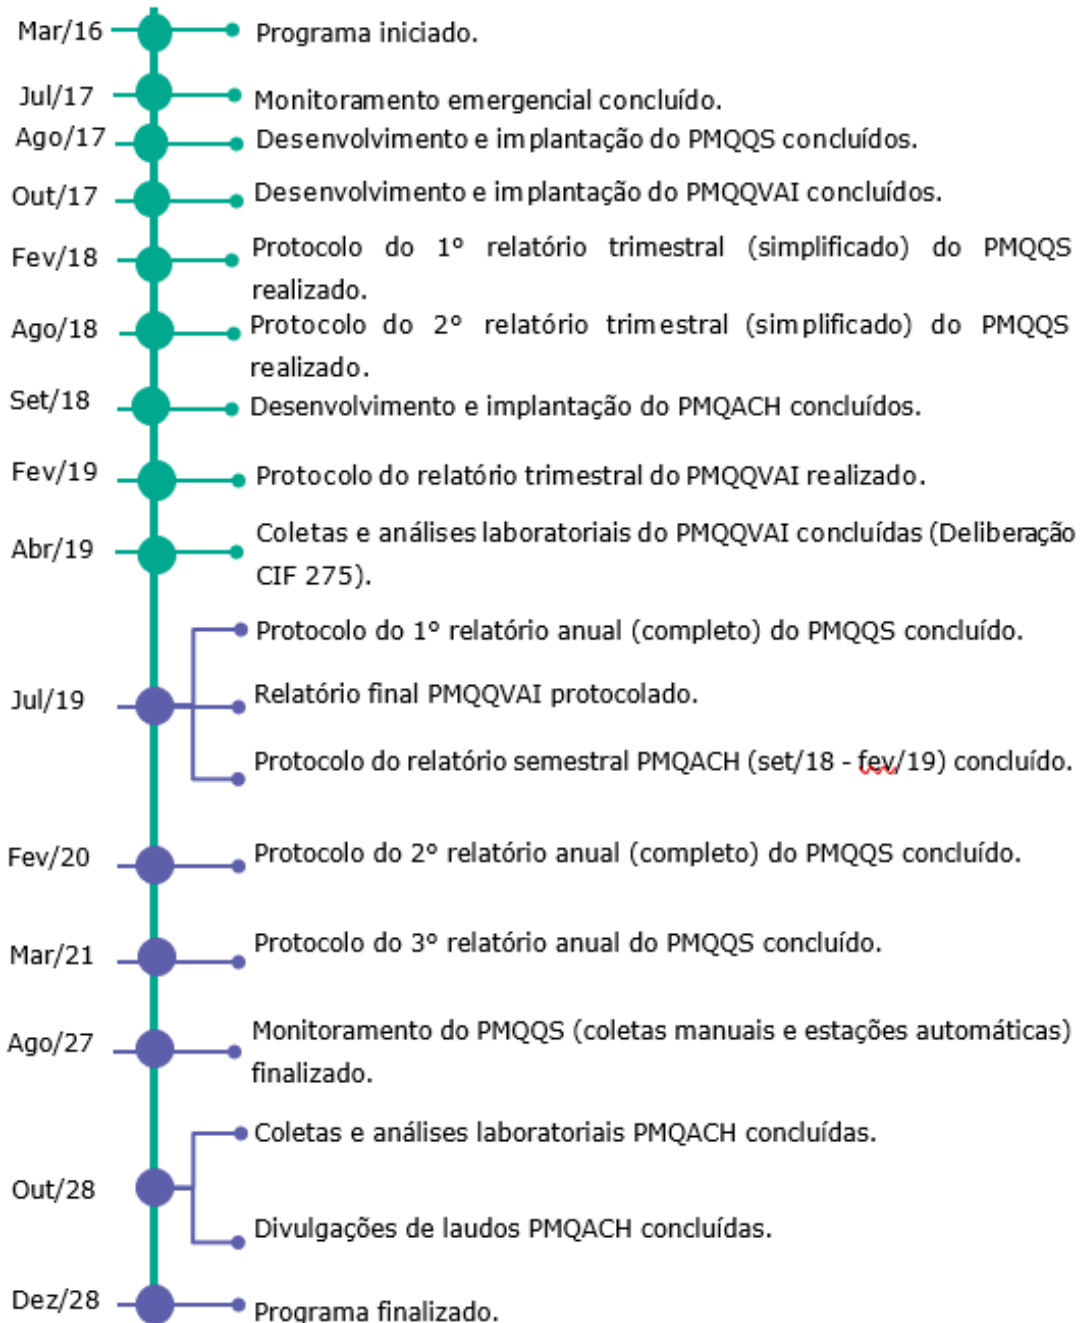 Mar/16 Programa iniciado.
Jul/17 Monitoramento emergencial concluído.
Ago/17 Desenvolvimento e implantação do PMQQS concluídos.
Out/17 Desenvolvimento e implantação do PMQQVAI concluídos.
Fev/18 Protocolo do 1º relatório trimestral (simplificado) do PMQQS
realizado.
Ago/18 Protocolo do 2º relatório trimestral (simplificado) do PMQQS
realizado.
Set/18 Desenvolvimento e implantação do PMQACH concluídos.
Fev/19 Protocolo do relatório trimestral do PMQQVAI realizado.
Abr/19 Coletas e análises laboratoriais do PMQQVAI concluídas (Deliberação
CIF 275).
Protocolo do 1º relatório anual (completo) do PMQQS concluído.
Jul/19 Relatório final PMQQVAI protocolado.
Protocolo do relatório semestral PMQACH (set/18 - fev/19) concluído.
Fev/20 Protocolo do 2º relatório anual (completo) do PMQQS concluído.
Mar/21 Protocolo do 3º relatório anual do PMQQS concluído.
Ago/27 Monitoramento do PMQQS (coletas manuais e estações automáticas)
finalizado.
Coletas e análises laboratoriais PMQACH concluídas.
Out/28
Divulgações de laudos PMQACH concluídas.
Dez/28 Programa finalizado.